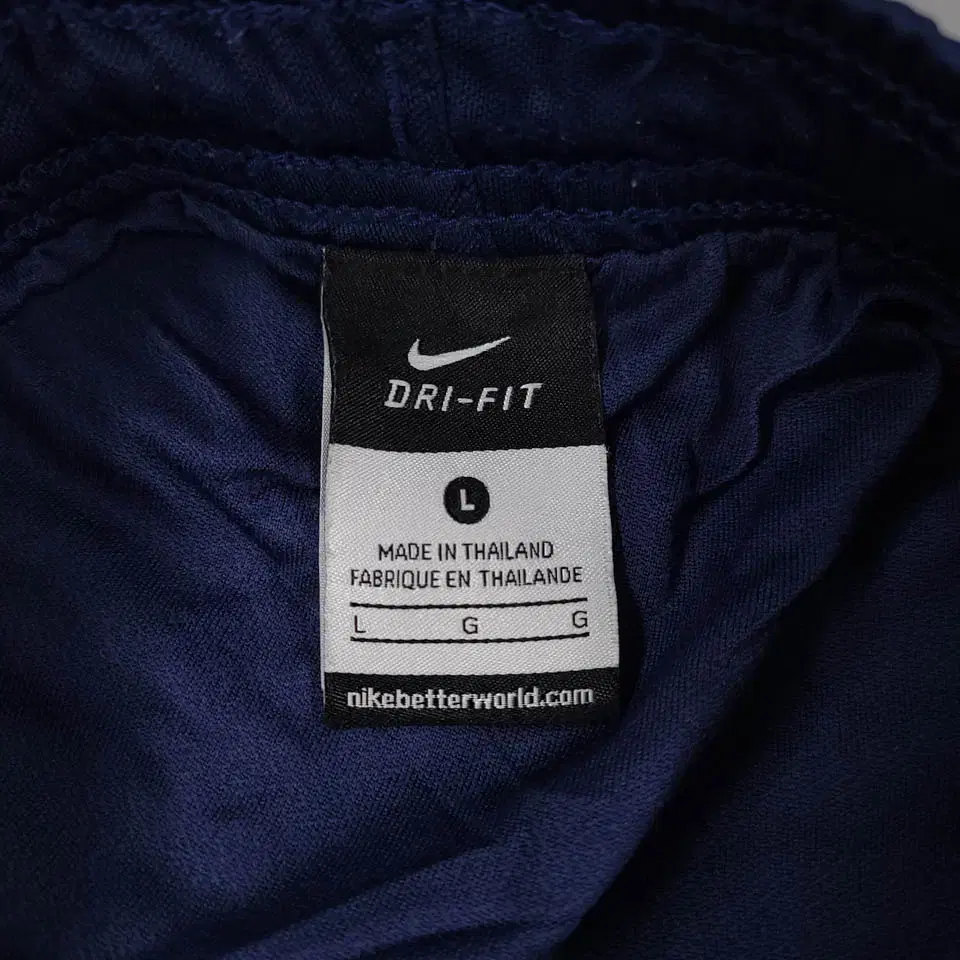 DRI-FIT
L
MADE IN THAILAND
FABRIQUE EN THAILANDE
L G G
nikebetterworld.com